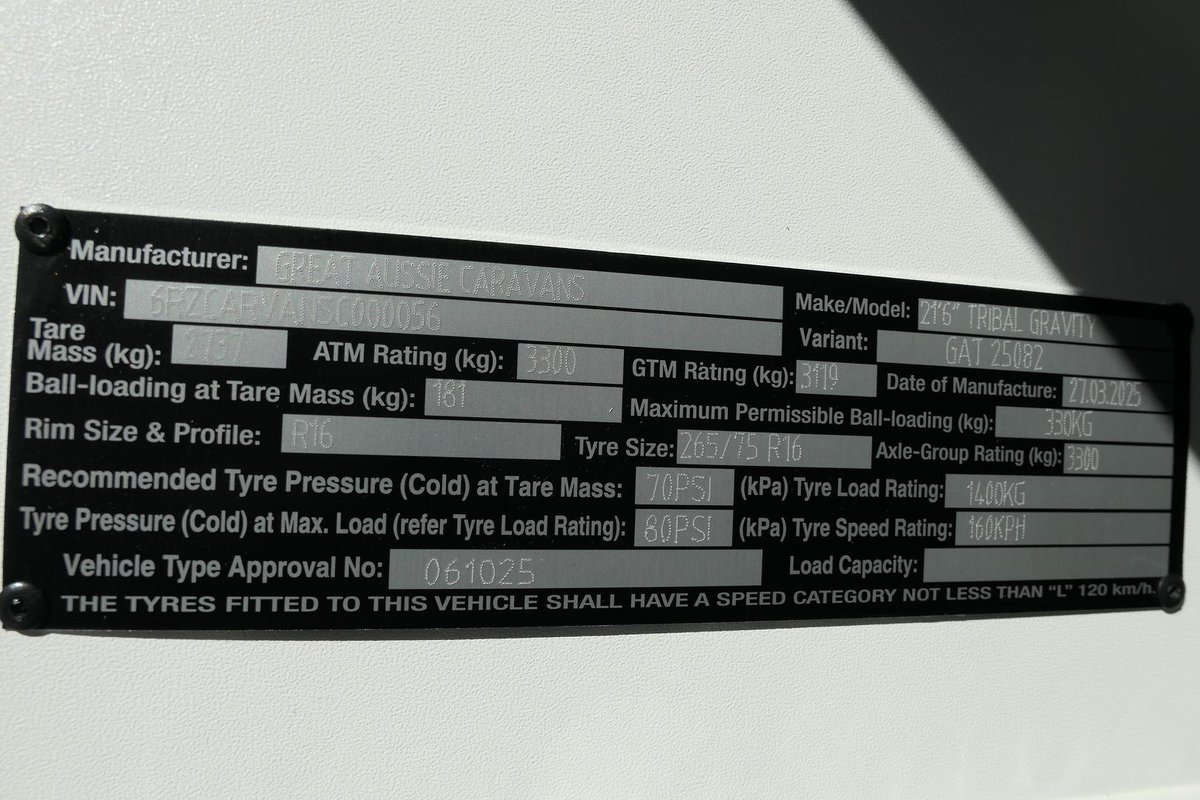 Manufacturer: GREAT AUSSIE CARAVANS
Make/Model: 21'6" TRIBAL GRAVITY
VIN: 6RZCARVANSC000056
Variant: GAT 25082
Tare Mass (kg): 2737
ATM Rating (kg): 3300
GTM Rating (kg): 3119
Date of Manufacture: 27.03.2025
Ball-loading at Tare Mass (kg): 181
Maximum Permissible Ball-loading (kg): 330KG
Rim Size & Profile: R16
Tyre Size: 265/75 R16
Axle-Group Rating (kg): 3300
Recommended Tyre Pressure (Cold) at Tare Mass: 70PSI (kPa)
Tyre Load Rating: 1400KG
Tyre Pressure (Cold) at Max. Load (refer Tyre Load Rating): 80PSI (kPa)
Tyre Speed Rating: 160KPH
Vehicle Type Approval No: 061025
Load Capacity:
THE TYRES FITTED TO THIS VEHICLE SHALL HAVE A SPEED CATEGORY NOT LESS THAN "L" 120 km/h.